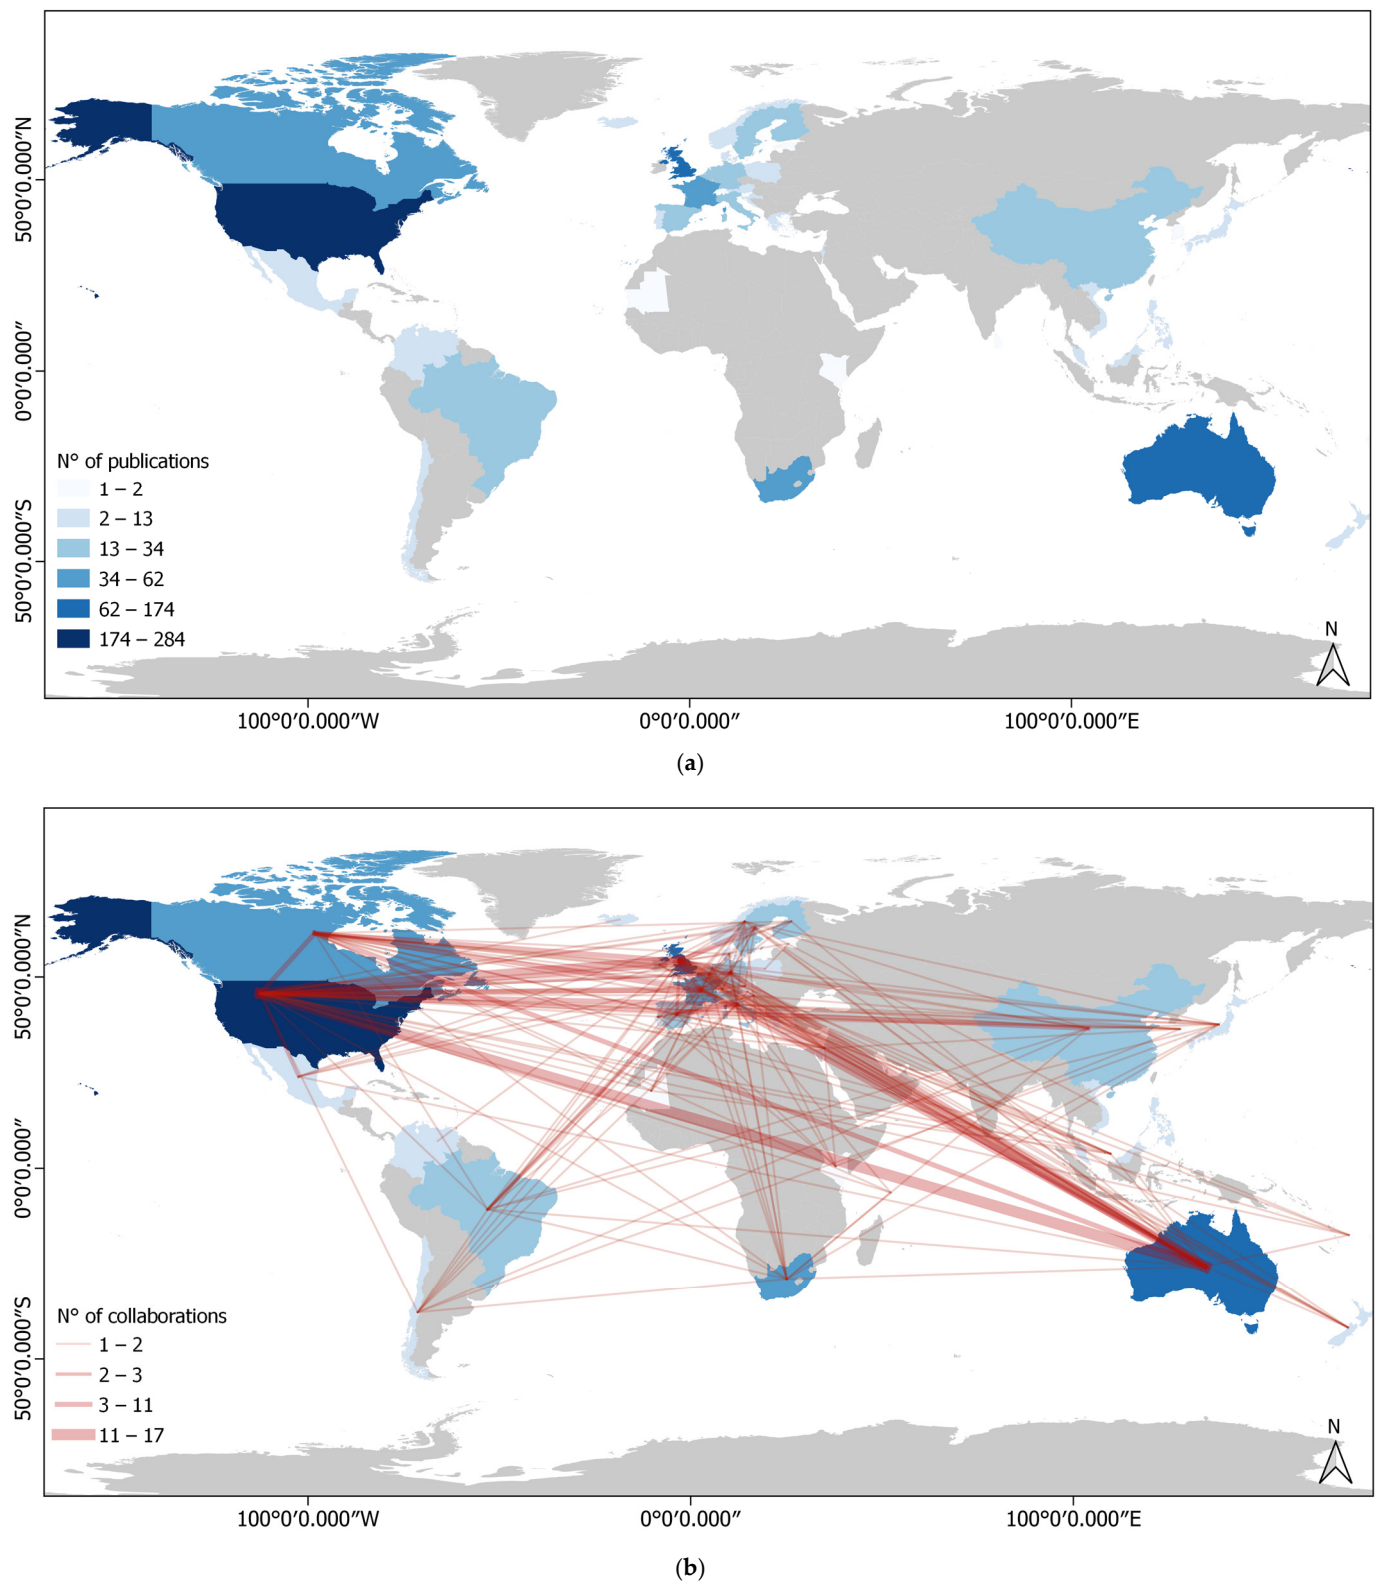 50°0′0.000″N
0°0′0.000″
50°0′0.000″S
N° of publications
1 – 2
2 – 13
13 – 34
34 – 62
62 – 174
174 – 284
N
100°0′0.000″W
0°0′0.000″
100°0′0.000″E
(a)
50°0′0.000″N
0°0′0.000″
50°0′0.000″S
N° of collaborations
1 – 2
2 – 3
3 – 11
11 – 17
N
100°0′0.000″W
0°0′0.000″
100°0′0.000″E
(b)